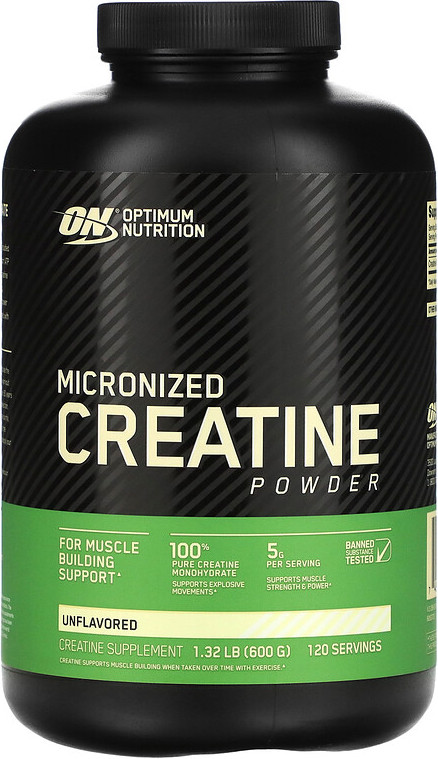 ON® OPTIMUM
NUTRITION
MICRONIZED
CREATINE
POWDER
FOR MUSCLE
BUILDING
SUPPORT▲
100%
PURE CREATINE
MONOHYDRATE
SUPPORTS EXPLOSIVE
MOVEMENTS▲
5G
PER SERVING
SUPPORTS MUSCLE
STRENGTH & POWER▲
BANNED
SUBSTANCE
TESTED
UNFLAVORED
CREATINE SUPPLEMENT 1.32 LB (600 G) 120 SERVINGS
CREATINE SUPPORTS MUSCLE BUILDING WHEN TAKEN OVER TIME WITH EXERCISE.▲